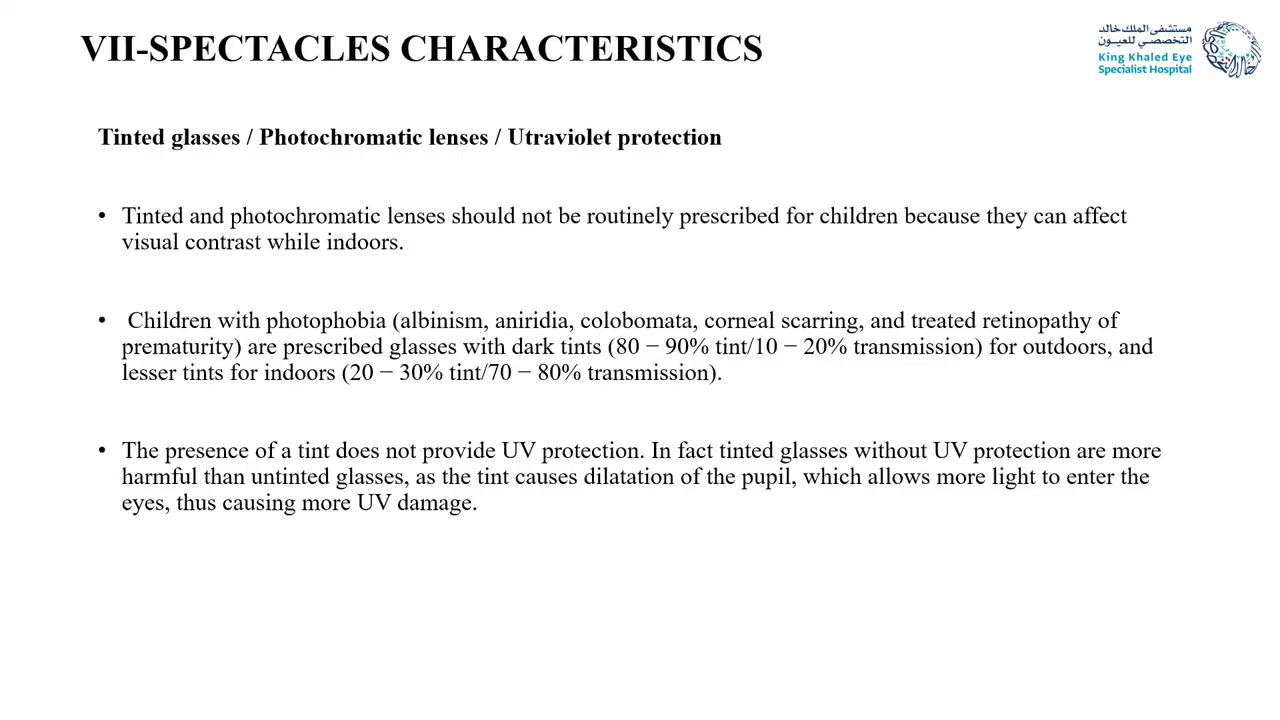 VII-SPECTACLES CHARACTERISTICS
مستشفى الملك خالد
التخصصي للعيون
King Khaled Eye
Specialist Hospital
Tinted glasses / Photochromatic lenses / Utraviolet protection
• Tinted and photochromatic lenses should not be routinely prescribed for children because they can affect
visual contrast while indoors.
• Children with photophobia (albinism, aniridia, colobomata, corneal scarring, and treated retinopathy of
prematurity) are prescribed glasses with dark tints (80 − 90% tint/10 − 20% transmission) for outdoors, and
lesser tints for indoors (20 − 30% tint/70 − 80% transmission).
• The presence of a tint does not provide UV protection. In fact tinted glasses without UV protection are more
harmful than untinted glasses, as the tint causes dilatation of the pupil, which allows more light to enter the
eyes, thus causing more UV damage.